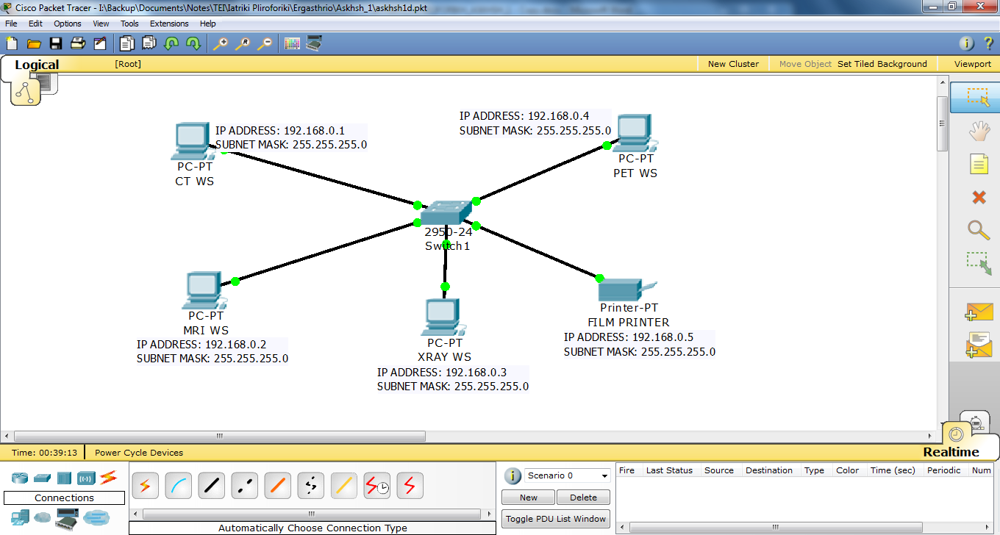 Cisco Packet Tracer - I:\Backup\Documents\Notes\TEI\Iatriki Pliroforiki\Ergasthrio\Askhsh_1\askhsh1d.pkt
File Edit Options View Tools Extensions Help
Logical [Root] New Cluster Move Object Set Tiled Background Viewport
IP ADDRESS: 192.168.0.1
SUBNET MASK: 255.255.255.0
PC-PT
CT WS
IP ADDRESS: 192.168.0.4
SUBNET MASK: 255.255.255.0
PC-PT
PET WS
2950-24
Switch1
PC-PT
MRI WS
IP ADDRESS: 192.168.0.2
SUBNET MASK: 255.255.255.0
PC-PT
XRAY WS
IP ADDRESS: 192.168.0.3
SUBNET MASK: 255.255.255.0
Printer-PT
FILM PRINTER
IP ADDRESS: 192.168.0.5
SUBNET MASK: 255.255.255.0
Time: 00:39:13 Power Cycle Devices
Realtime
Connections
Automatically Choose Connection Type
Scenario 0
New Delete
Toggle PDU List Window
Fire Last Status Source Destination Type Color Time (sec) Periodic Num